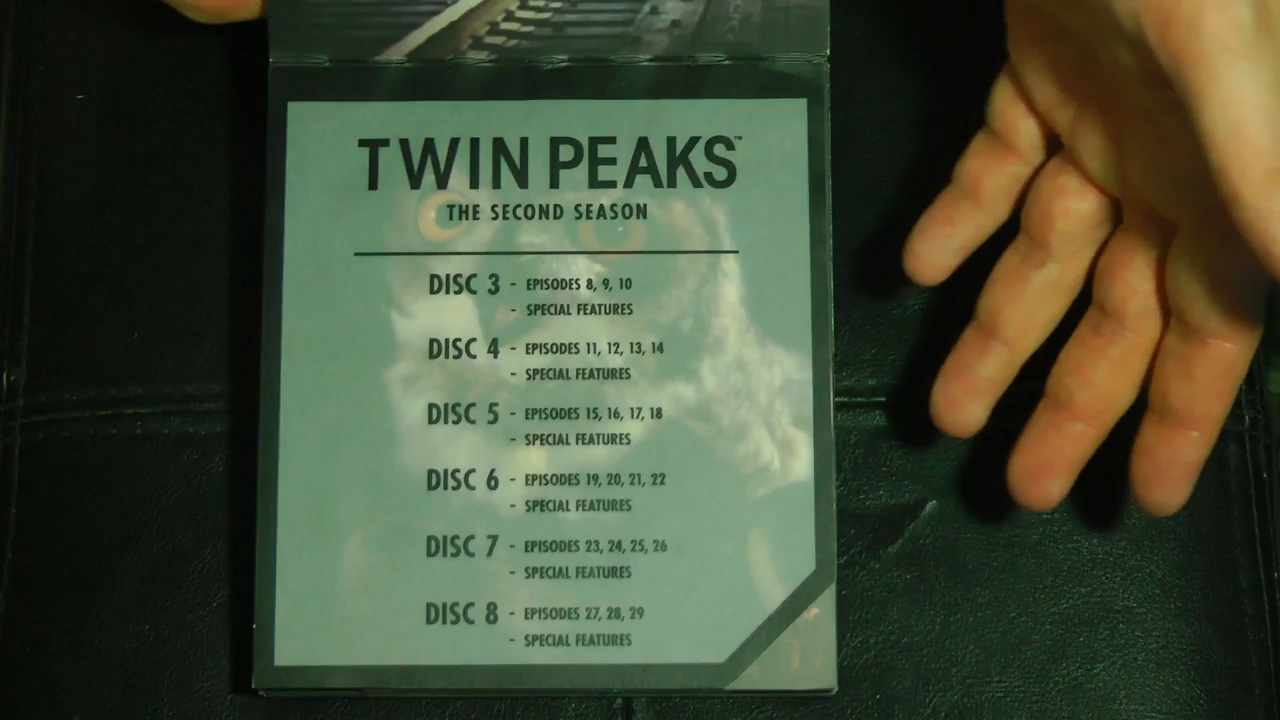 TWIN PEAKS™
THE SECOND SEASON
DISC 3 - EPISODES 8, 9, 10
- SPECIAL FEATURES
DISC 4 - EPISODES 11, 12, 13, 14
- SPECIAL FEATURES
DISC 5 - EPISODES 15, 16, 17, 18
- SPECIAL FEATURES
DISC 6 - EPISODES 19, 20, 21, 22
- SPECIAL FEATURES
DISC 7 - EPISODES 23, 24, 25, 26
- SPECIAL FEATURES
DISC 8 - EPISODES 27, 28, 29
- SPECIAL FEATURES